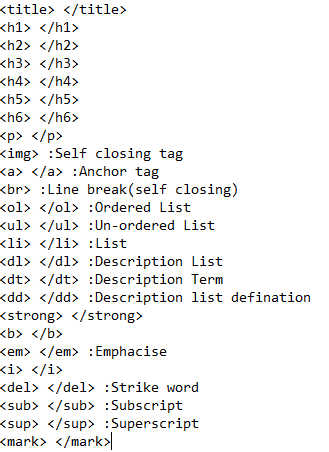 <title> </title>
<h1> </h1>
<h2> </h2>
<h3> </h3>
<h4> </h4>
<h5> </h5>
<h6> </h6>
<p> </p>
<img> :Self closing tag
<a> </a> :Anchor tag
<br> :Line break(self closing)
<ol> </ol> :Ordered List
<ul> </ul> :Un-ordered List
<li> </li> :List
<dl> </dl> :Description List
<dt> </dt> :Description Term
<dd> </dd> :Description list defination
<strong> </strong>
<b> </b>
<em> </em> :Emphacise
<i> </i>
<del> </del> :Strike word
<sub> </sub> :Subscript
<sup> </sup> :Superscript
<mark> </mark>